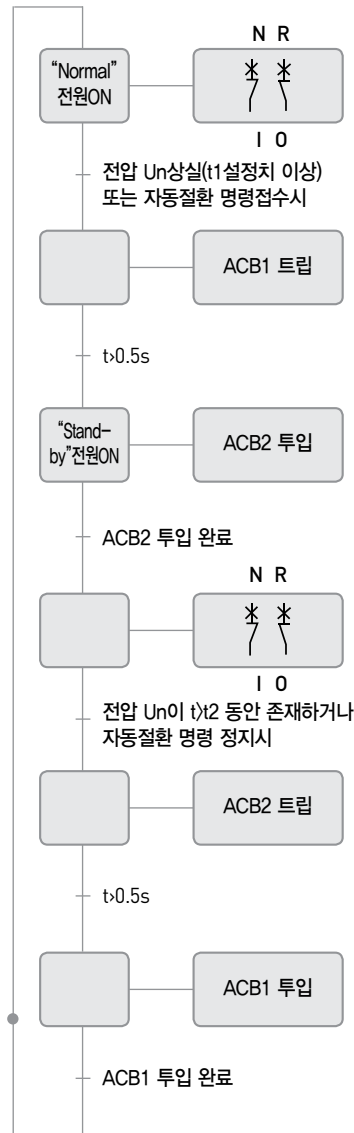 N R
“Normal”
전원ON
I O
전압 Un상실(t1설정치 이상)
또는 자동절환 명령접수시
ACB1 트립
t>0.5s
“Stand-
by”전원ON
ACB2 투입
ACB2 투입 완료
N R
I O
전압 Un이 t>t2 동안 존재하거나
자동절환 명령 정지시
ACB2 트립
t>0.5s
ACB1 투입
ACB1 투입 완료